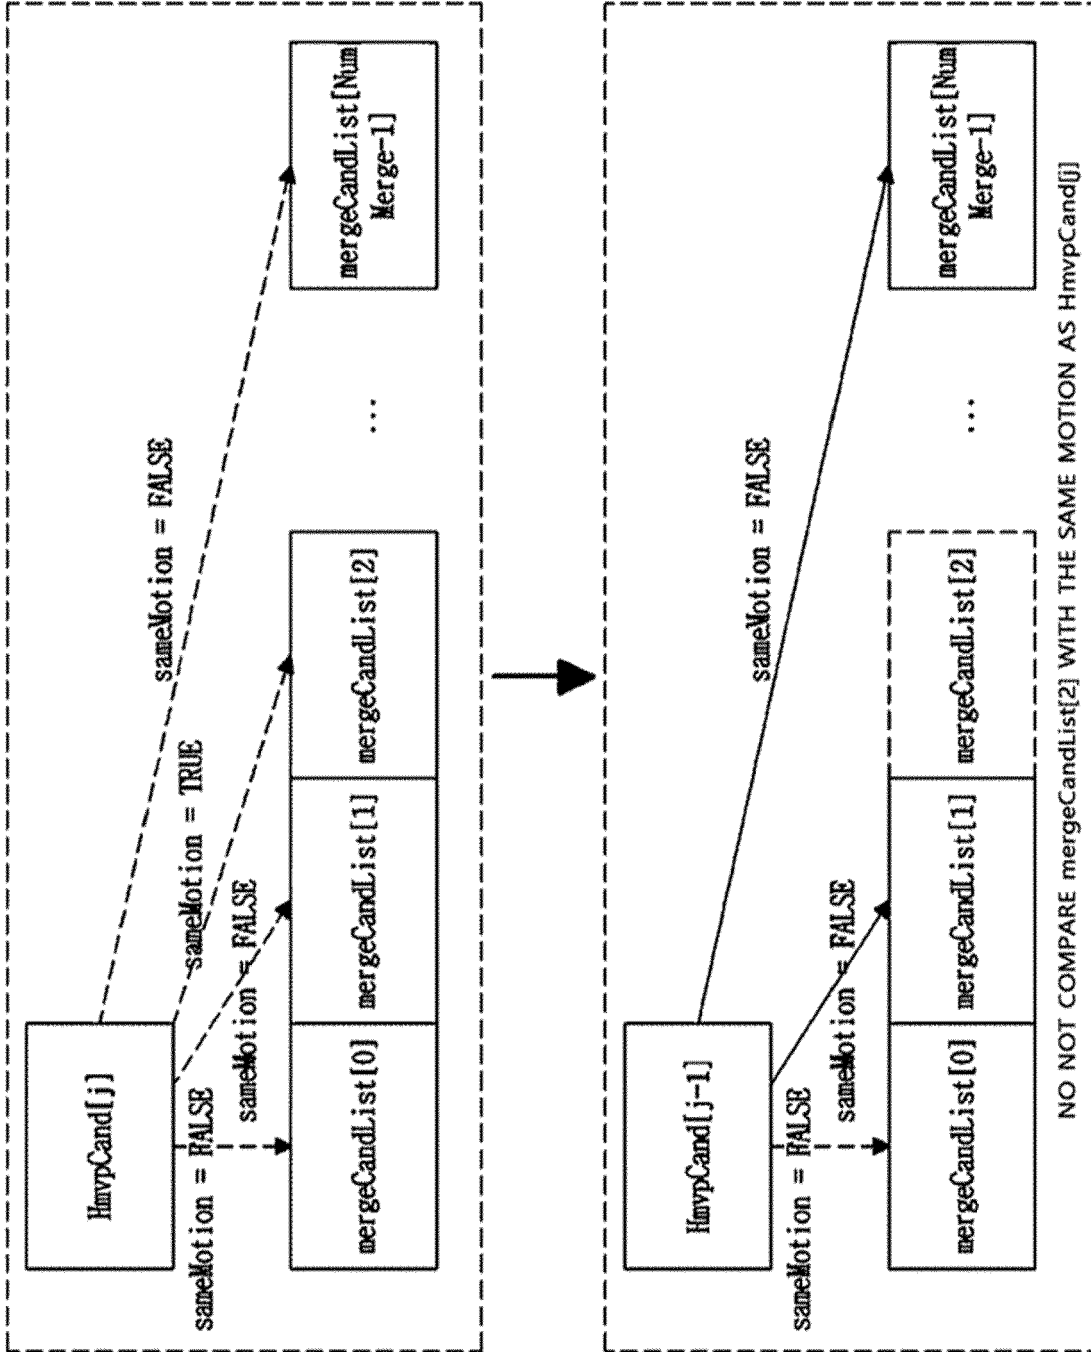 HmvpCand[j]
sameMotion = FALSE
sameMotion = FALSE
sameMotion = TRUE
sameMotion = FALSE
mergeCandList[0]
mergeCandList[1]
mergeCandList[2]
...
mergeCandList[Num
Merge-1]
HmvpCand[j-1]
sameMotion = FALSE
sameMotion = FALSE
sameMotion = FALSE
mergeCandList[0]
mergeCandList[1]
mergeCandList[2]
...
mergeCandList[Num
Merge-1]
NO NOT COMPARE mergeCandList[2] WITH THE SAME MOTION AS HmvpCand[j]